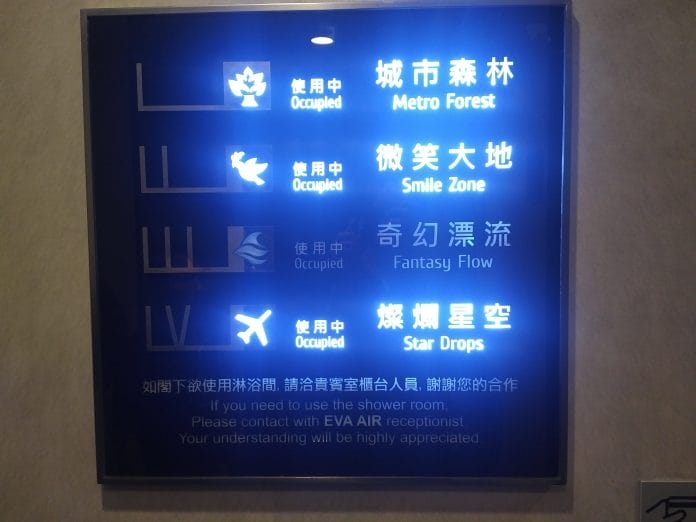 使用中 城市森林
Occupied Metro Forest
使用中 微笑大地
Occupied Smile Zone
使用中 奇幻漂流
Occupied Fantasy Flow
使用中 燦爛星空
Occupied Star Drops
如閣下欲使用淋浴間, 請洽貴賓室櫃台人員, 謝謝您的合作
If you need to use the shower room,
Please contact with EVA AIR receptionist
Your understanding will be highly appreciated